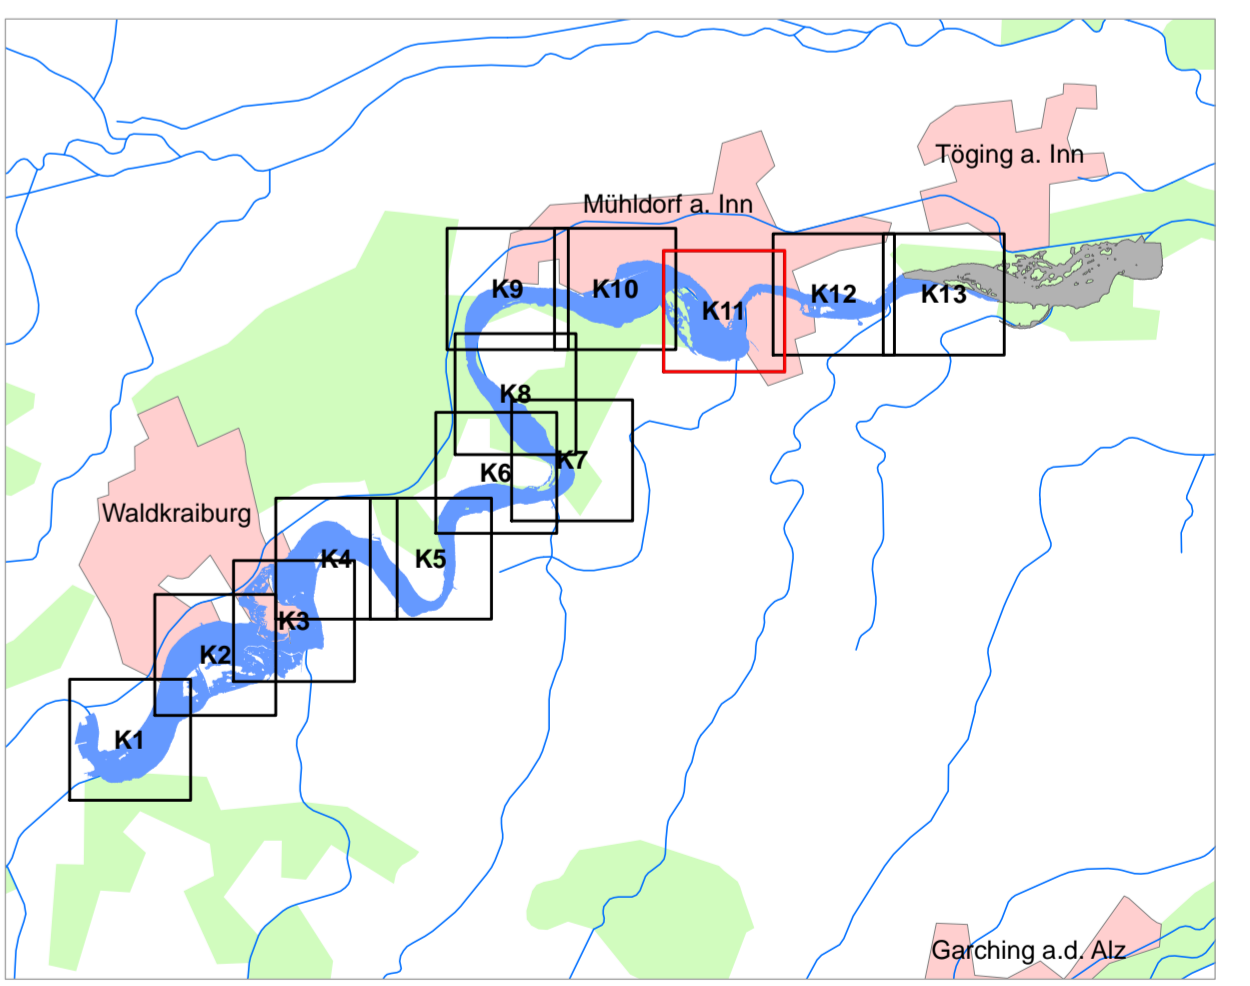 Töging a. Inn
Mühldorf a. Inn
K9
K10
K11
K12
K13
K8
K7
K6
Waldkraiburg
K4
K5
K3
K2
K1
Garching a.d. Alz